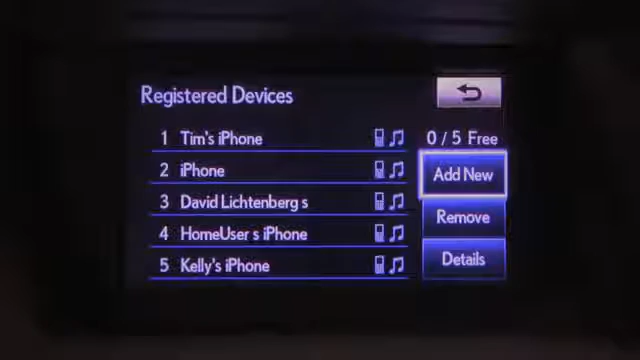 Registered Devices
1 Tim's iPhone
2 iPhone
3 David Lichtenberg s
4 HomeUser s iPhone
5 Kelly's iPhone
0 / 5 Free
Add New
Remove
Details